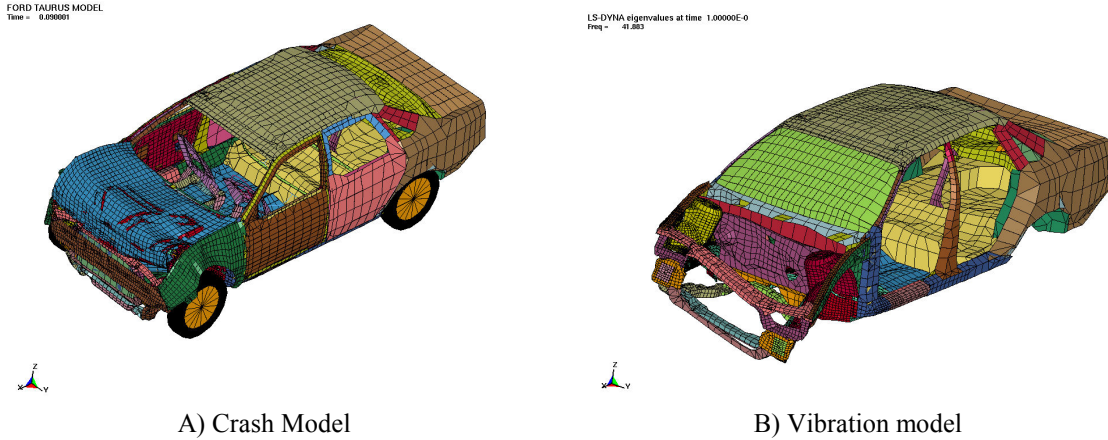 FORD TAURUS MODEL
Time = 0.090001
LS-DYNA eigenvalues at time 1.00000E-0
Freq = 41.883
Z
X
Y
Z
X
Y
A) Crash Model
B) Vibration model